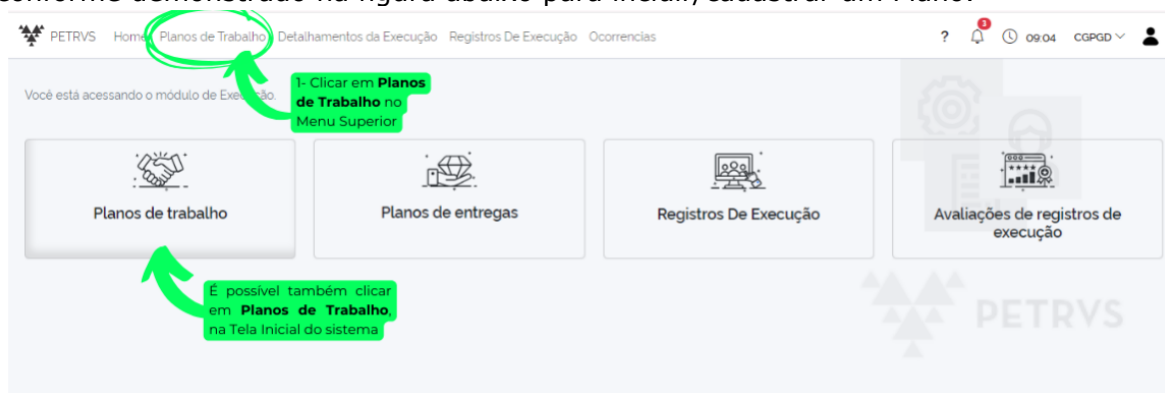 conforme demonstrado na figura abaixo para iniciar/cadastrar um Plano.
PETRVS Home Planos de Trabalho Detalhamentos da Execução Registros De Execução Ocorrencias ? 3 09:04 CGPGD
Você está acessando o módulo de Execução.
1- Clicar em Planos
de Trabalho no
Menu Superior
Planos de trabalho
Planos de entregas
Registros De Execução
Avaliações de registros de
execução
É possível também clicar
em Planos de Trabalho,
na Tela Inicial do sistema
PETRVS